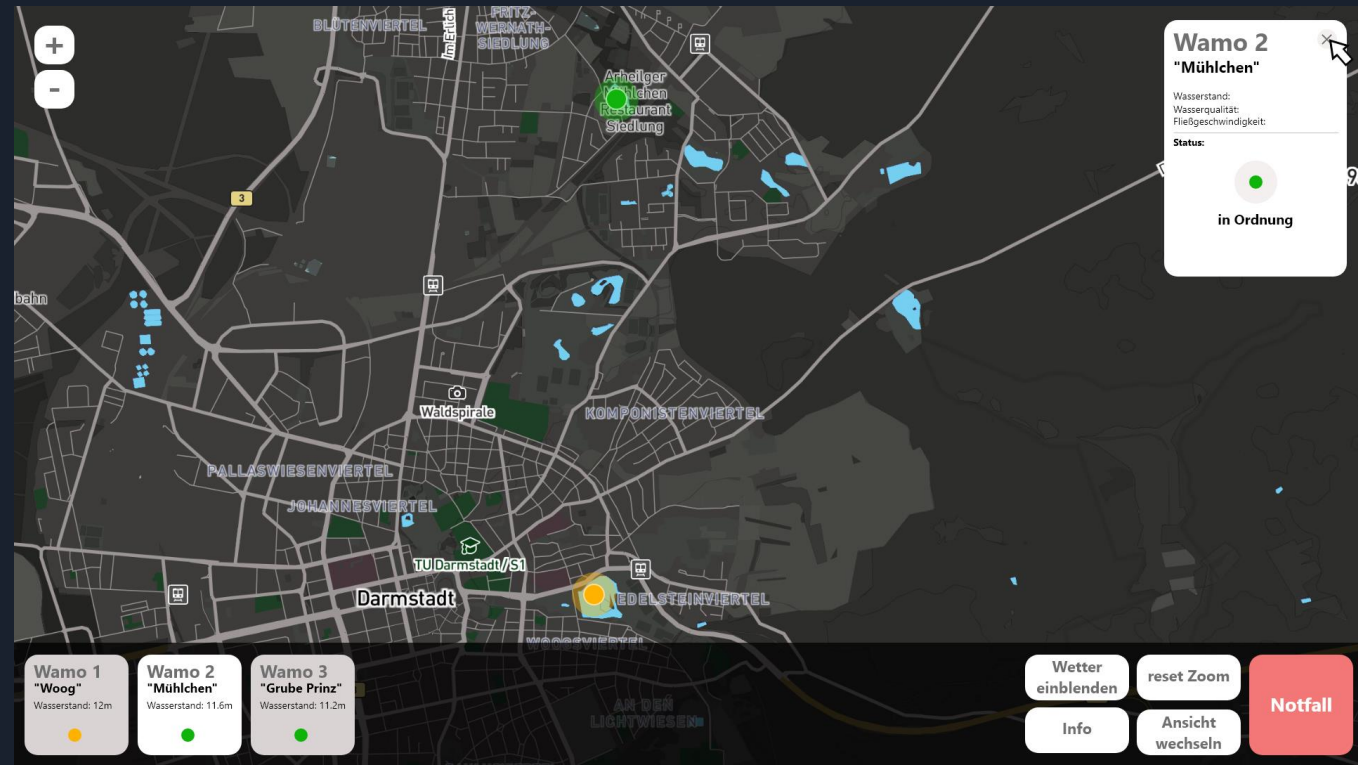 +
-
BLÜTENVIERTEL
Im Erlich
FRITZ-
WERNATH-
SIEDLUNG
Arheilger
Mühlchen
Restaurant
Siedlung
3
bahn
Waldspirale
KOMPONISTENVIERTEL
PALLASWIESENVIERTEL
JOHANNESVIERTEL
TU Darmstadt / S1
Darmstadt
EDELSTEINVIERTEL
WOOGSVIERTEL
AN DEN
LICHTWIESEN
Wamo 2
"Mühlchen"
Wasserstand:
Wasserqualität:
Fließgeschwindigkeit:
Status:
in Ordnung
Wamo 1
"Woog"
Wasserstand: 12m
Wamo 2
"Mühlchen"
Wasserstand: 11.6m
Wamo 3
"Grube Prinz"
Wasserstand: 11.2m
Wetter
einblenden
reset Zoom
Info
Ansicht
wechseln
Notfall